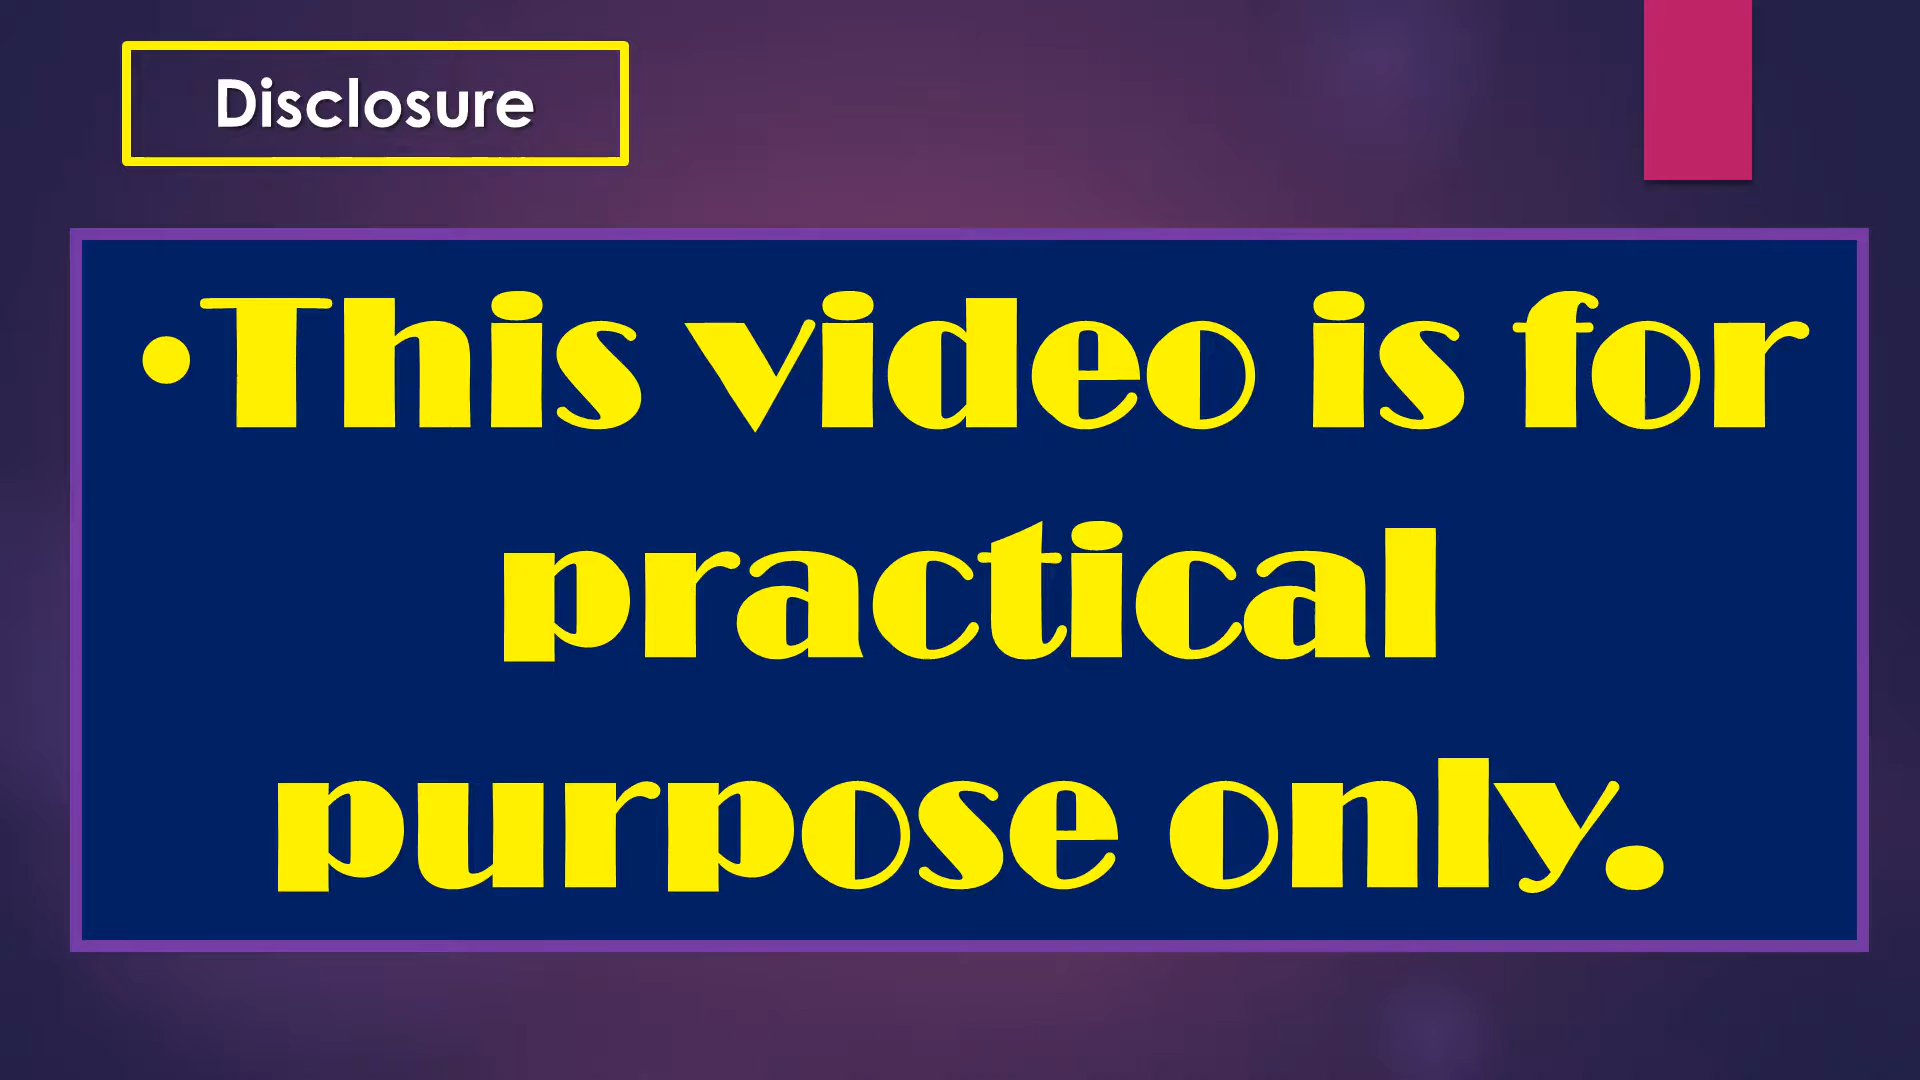 Disclosure
•This video is for
practical
purpose only.